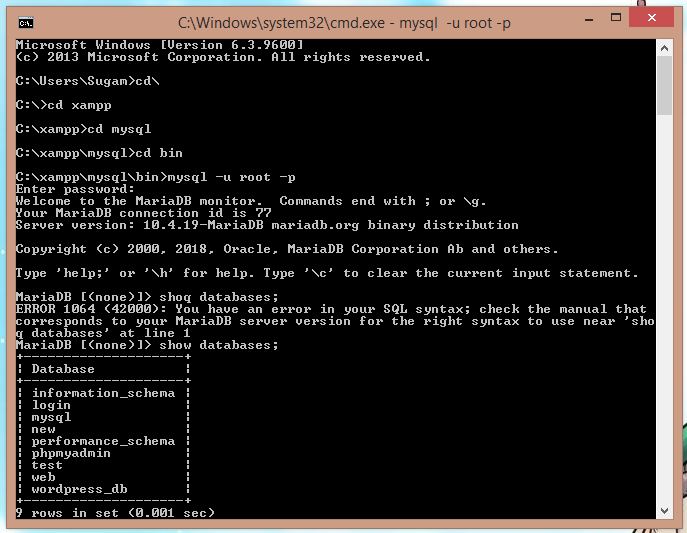 C:\Windows\system32\cmd.exe - mysql -u root -p
Microsoft Windows [Version 6.3.9600]
(c) 2013 Microsoft Corporation. All rights reserved.
C:\Users\Sugam>cd\
C:\>cd xampp
C:\xampp>cd mysql
C:\xampp\mysql>cd bin
C:\xampp\mysql\bin>mysql -u root -p
Enter password:
Welcome to the MariaDB monitor.  Commands end with ; or \g.
Your MariaDB connection id is 77
Server version: 10.4.19-MariaDB mariadb.org binary distribution
Copyright (c) 2000, 2018, Oracle, MariaDB Corporation Ab and others.
Type 'help;' or '\h' for help. Type '\c' to clear the current input statement.
MariaDB [(none)]> shoq databases;
ERROR 1064 (42000): You have an error in your SQL syntax; check the manual that
corresponds to your MariaDB server version for the right syntax to use near 'sho
q databases' at line 1
MariaDB [(none)]> show databases;
+--------------------+
| Database           |
+--------------------+
| information_schema |
| login              |
| mysql              |
| new                |
| performance_schema |
| phpmyadmin         |
| test               |
| web                |
| wordpress_db       |
+--------------------+
9 rows in set (0.001 sec)